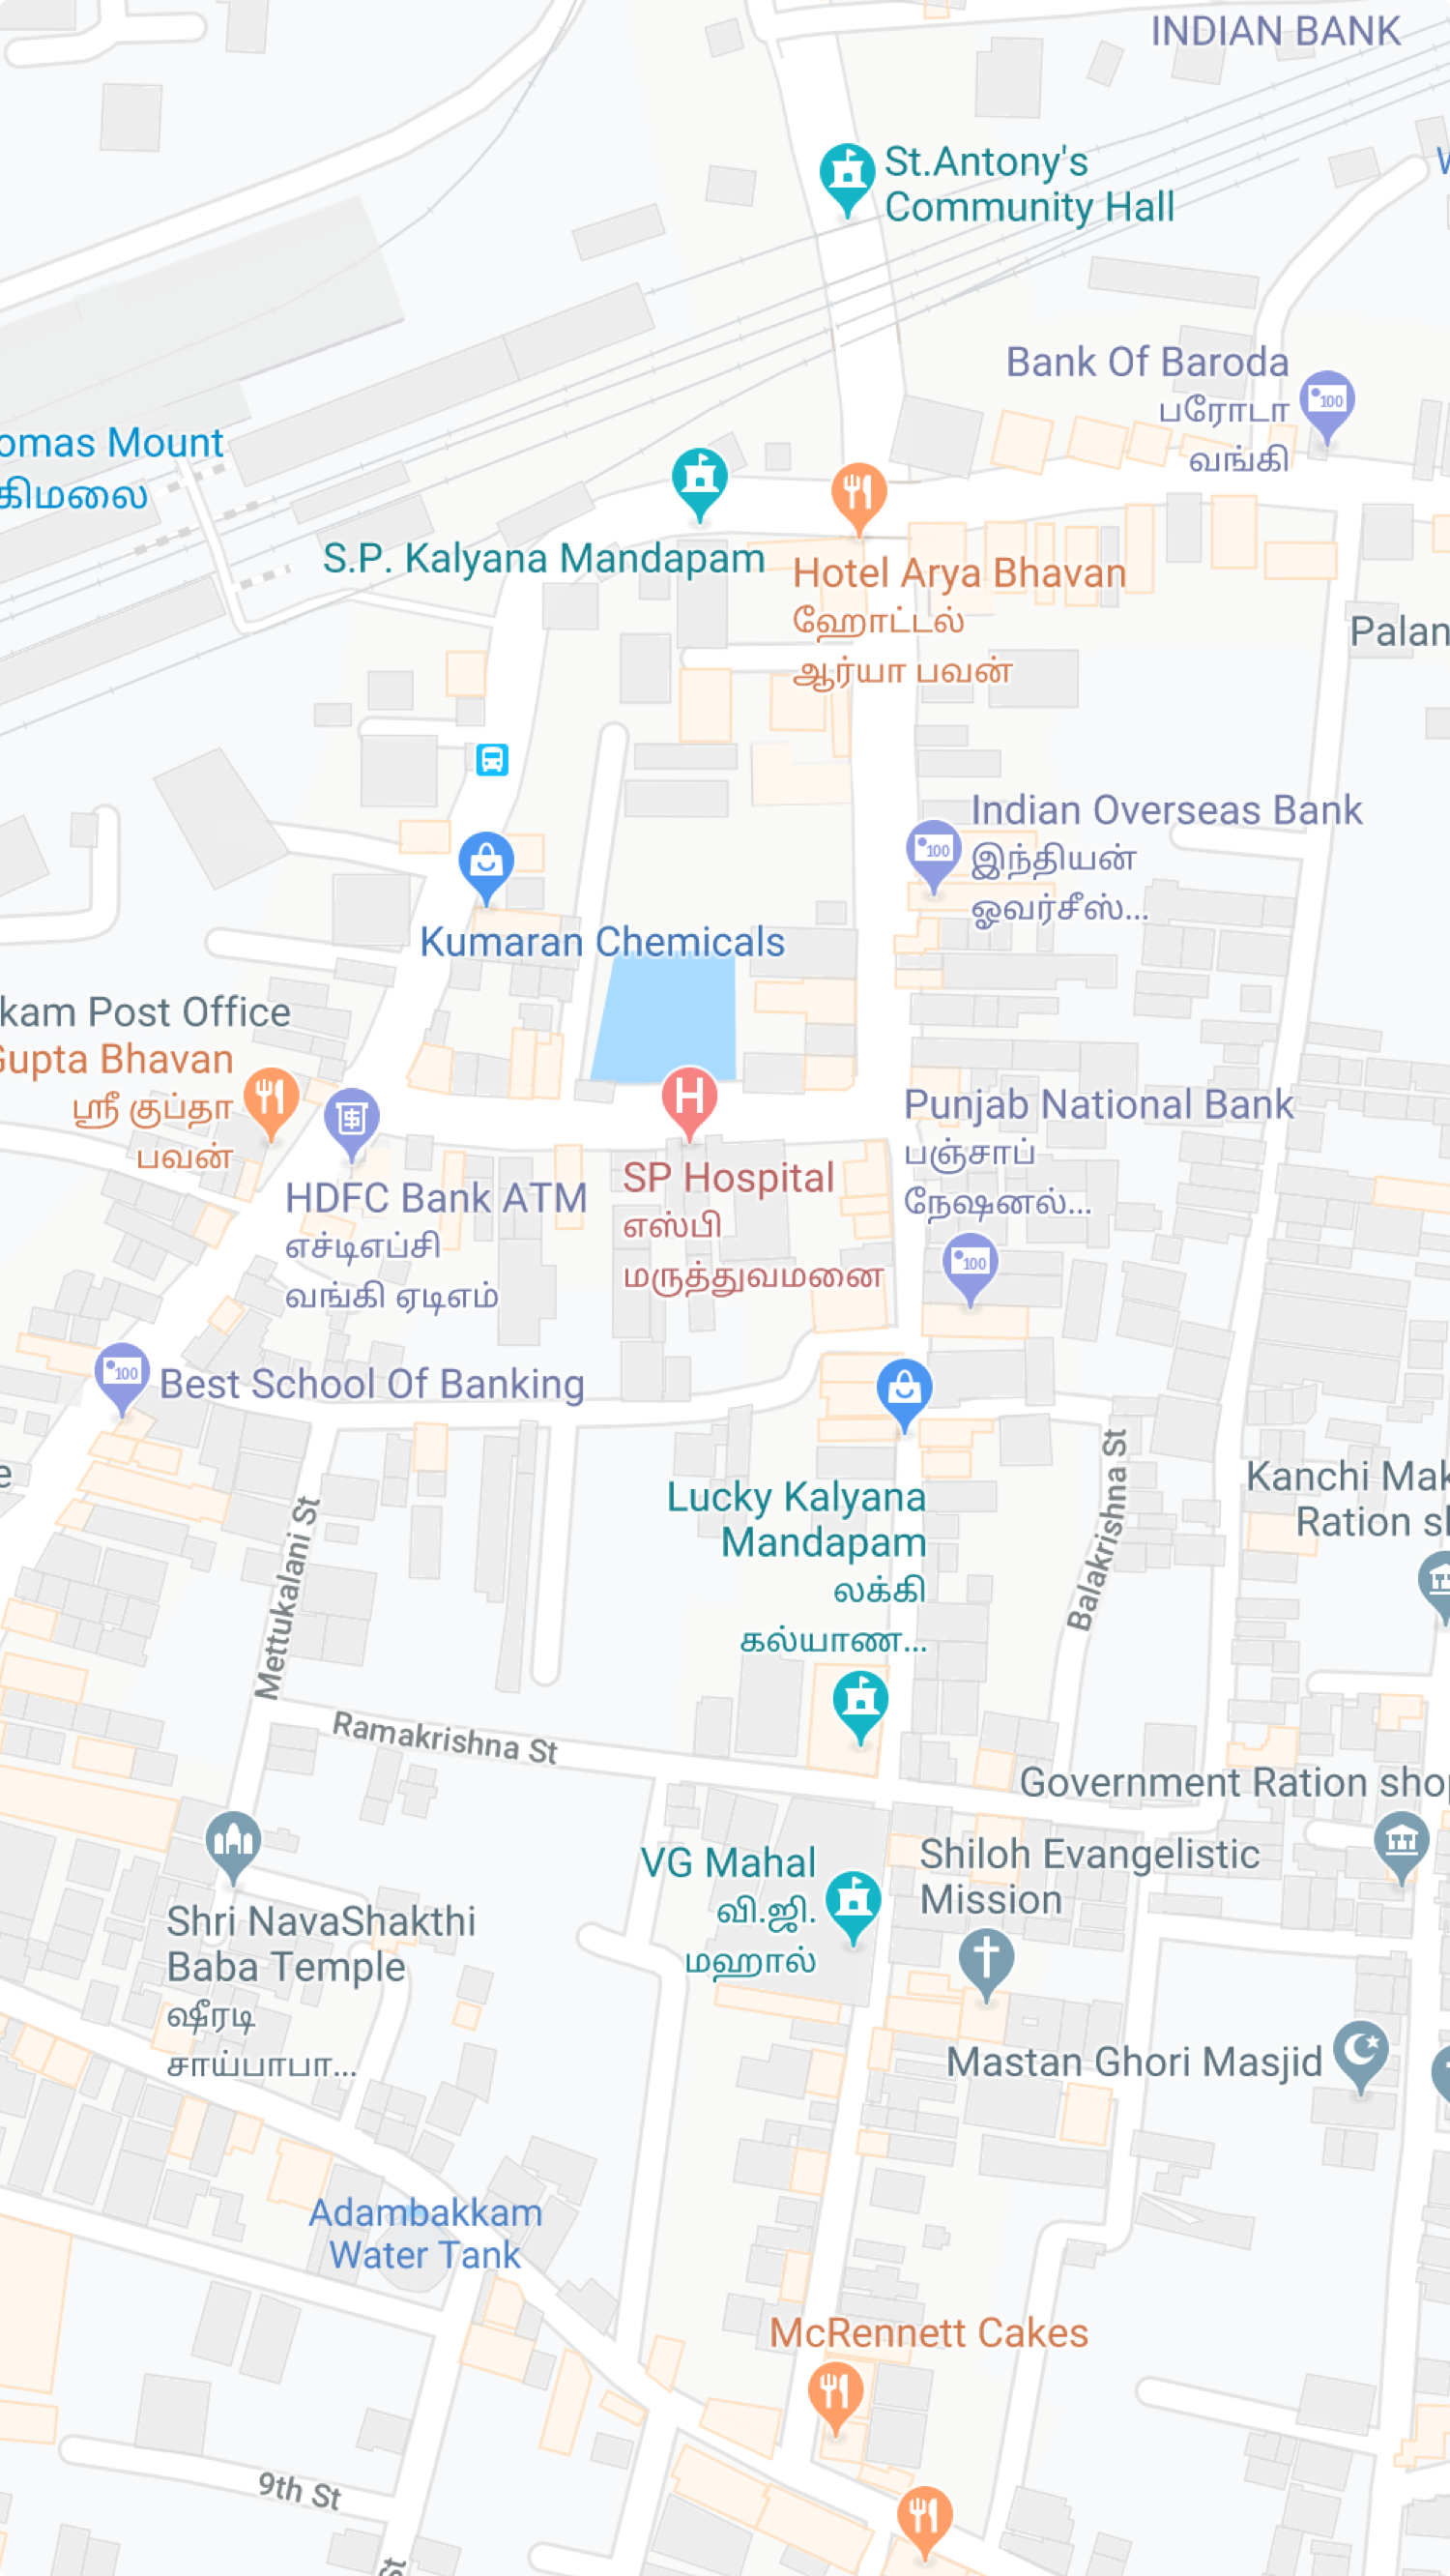 INDIAN BANK
St.Antony's
Community Hall
Bank Of Baroda
பரோடா
வங்கி
omas Mount
கிமலை
S.P. Kalyana Mandapam
Hotel Arya Bhavan
ஹோட்டல்
ஆர்யா பவன்
Palan
Indian Overseas Bank
இந்தியன்
ஓவர்சீஸ்...
Kumaran Chemicals
kam Post Office
Gupta Bhavan
ஸ்ரீ குப்தா
பவன்
HDFC Bank ATM
எச்டிஎப்சி
வங்கி ஏடிஎம்
SP Hospital
எஸ்பி
மருத்துவமனை
Punjab National Bank
பஞ்சாப்
நேஷனல்...
Best School Of Banking
Mettukalani St
Balakrishna St
Kanchi Mak
Ration sh
Lucky Kalyana
Mandapam
லக்கி
கல்யாண...
Ramakrishna St
Government Ration shop
VG Mahal
வி.ஜி.
மஹால்
Shiloh Evangelistic
Mission
Shri NavaShakthi
Baba Temple
ஷீரடி
சாய்பாபா...
Mastan Ghori Masjid
Adambakkam
Water Tank
McRennett Cakes
9th St
St